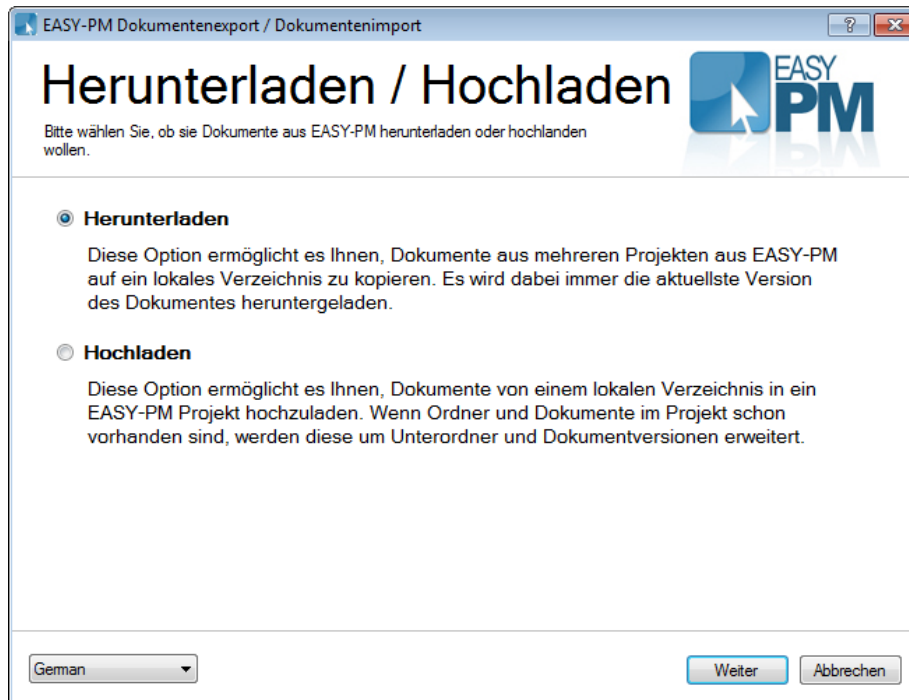 EASY-PM Dokumentenexport / Dokumentenimport
Herunterladen / Hochladen
EASY
PM
Bitte wählen Sie, ob sie Dokumente aus EASY-PM herunterladen oder hochlanden
wollen.
Herunterladen
Diese Option ermöglicht es Ihnen, Dokumente aus mehreren Projekten aus EASY-PM
auf ein lokales Verzeichnis zu kopieren. Es wird dabei immer die aktuellste Version
des Dokumentes heruntergeladen.
Hochladen
Diese Option ermöglicht es Ihnen, Dokumente von einem lokalen Verzeichnis in ein
EASY-PM Projekt hochzuladen. Wenn Ordner und Dokumente im Projekt schon
vorhanden sind, werden diese um Unterordner und Dokumentversionen erweitert.
German
Weiter
Abbrechen